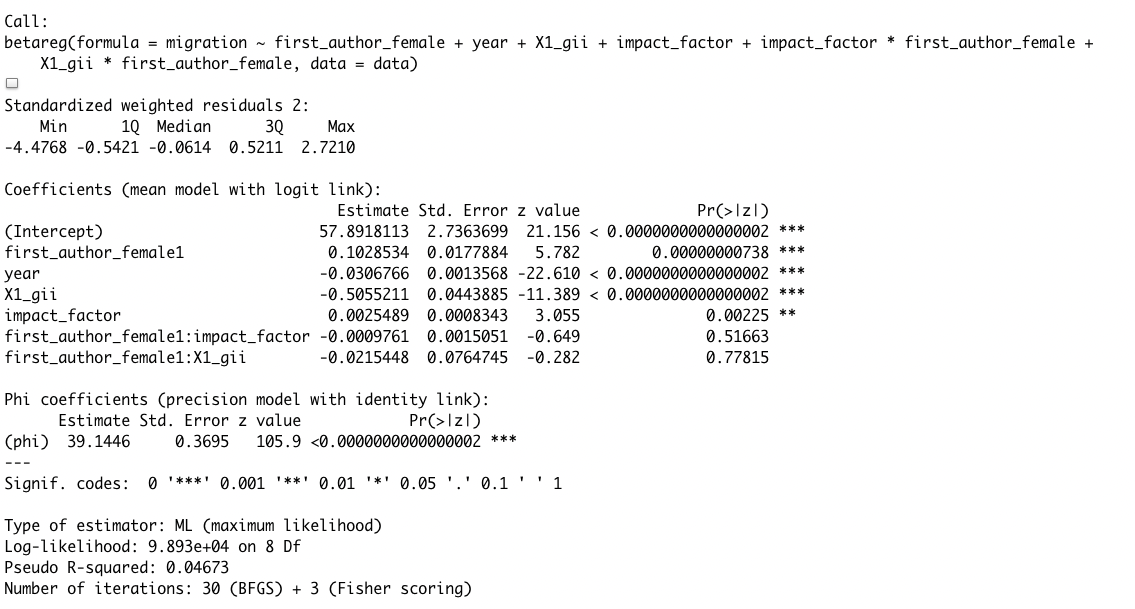 Call:
betareg(formula = migration ~ first_author_female + year + X1_gii + impact_factor + impact_factor * first_author_female +
    X1_gii * first_author_female, data = data)

Standardized weighted residuals 2:
    Min      1Q  Median      3Q     Max
-4.4768 -0.5421 -0.0614  0.5211  2.7210

Coefficients (mean model with logit link):
                                    Estimate Std. Error z value             Pr(>|z|)
(Intercept)                       57.8918113  2.7363699  21.156 < 0.0000000000000002 ***
first_author_female1               0.1028534  0.0177884   5.782        0.00000000738 ***
year                              -0.0306766  0.0013568 -22.610 < 0.0000000000000002 ***
X1_gii                            -0.5055211  0.0443885 -11.389 < 0.0000000000000002 ***
impact_factor                      0.0025489  0.0008343   3.055              0.00225 **
first_author_female1:impact_factor -0.0009761  0.0015051  -0.649              0.51663
first_author_female1:X1_gii       -0.0215448  0.0764745  -0.282              0.77815

Phi coefficients (precision model with identity link):
      Estimate Std. Error z value            Pr(>|z|)
(phi)  39.1446     0.3695   105.9 <0.0000000000000002 ***
---
Signif. codes:  0 '***' 0.001 '**' 0.01 '*' 0.05 '.' 0.1 ' ' 1

Type of estimator: ML (maximum likelihood)
Log-likelihood: 9.893e+04 on 8 Df
Pseudo R-squared: 0.04673
Number of iterations: 30 (BFGS) + 3 (Fisher scoring)